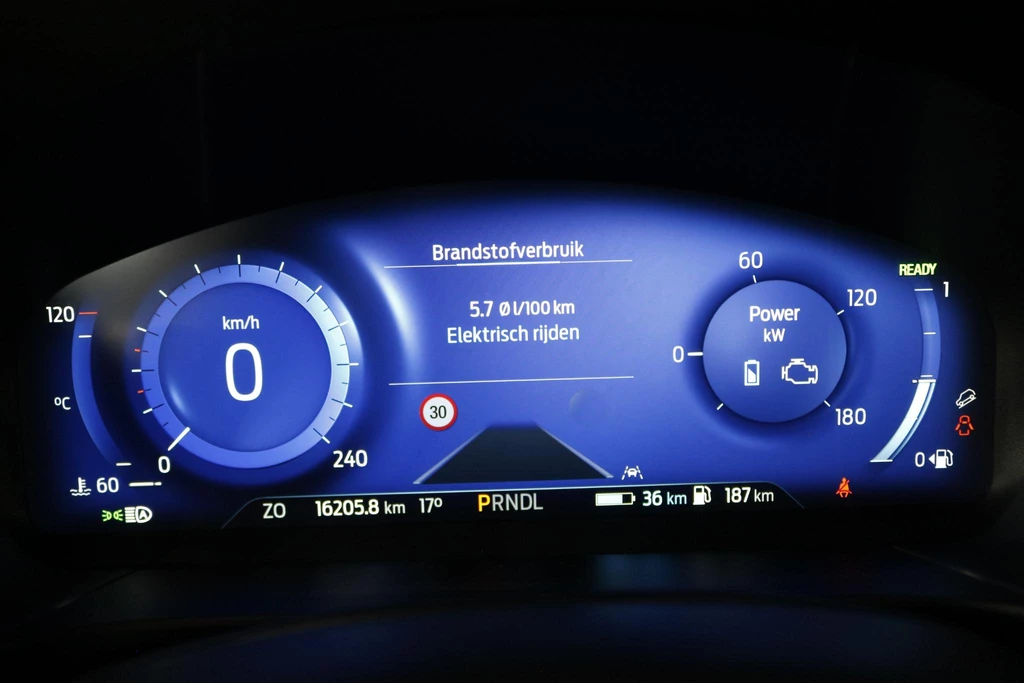 Brandstofverbruik
5.7 Ø l/100 km
Elektrisch rijden
120
°C
60
km/h
0
0
240
30
60
0
120
180
Power
kW
READY
1
0
A
ZO 16205.8 km 17° PRNDL 36 km 187 km